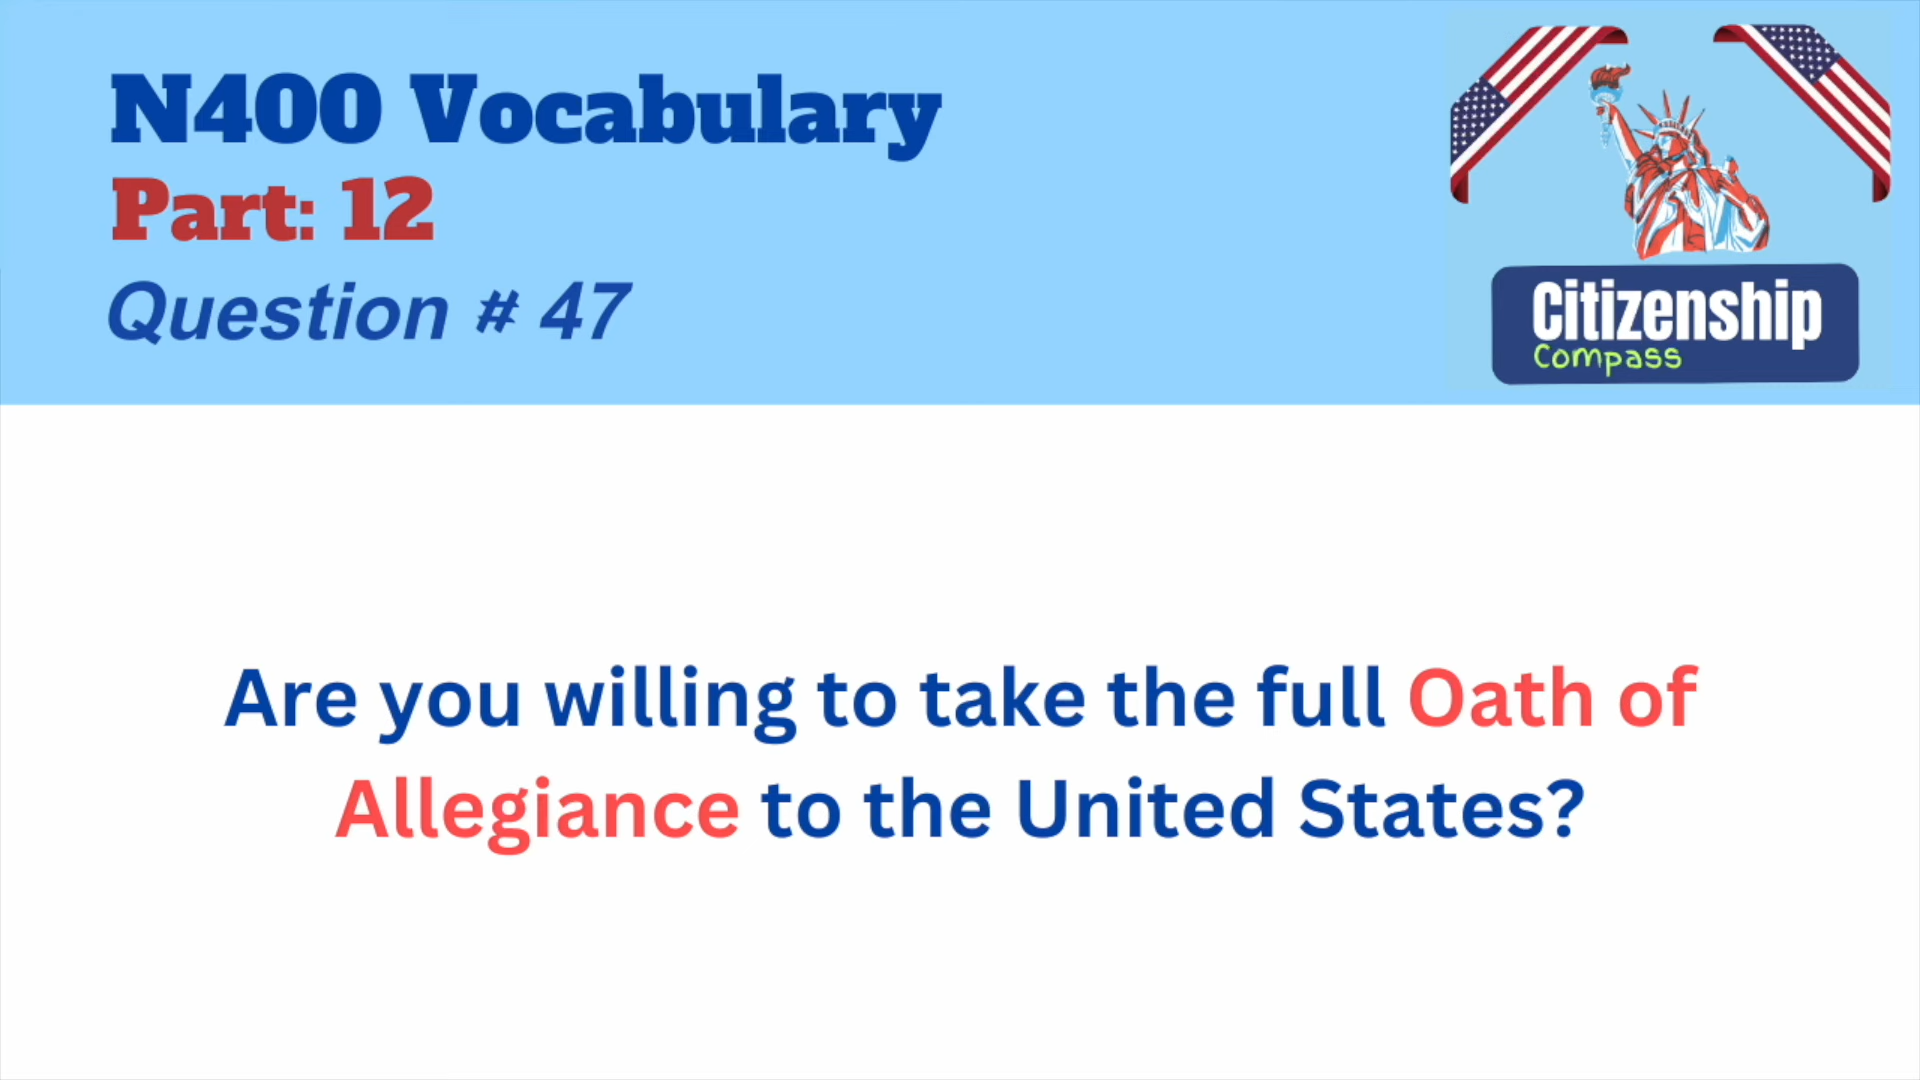 N400 Vocabulary
Part: 12
Question # 47
Citizenship
Compass
Are you willing to take the full Oath of
Allegiance to the United States?